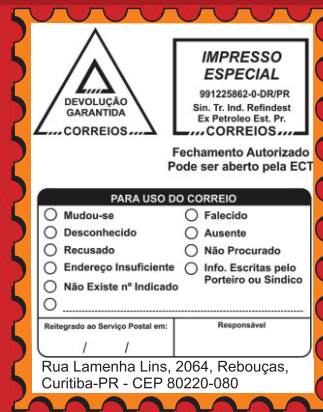 DEVOLUÇÃO
GARANTIDA
CORREIOS
IMPRESSO
ESPECIAL
991225862-0-DR/PR
Sin. Tr. Ind. Refindest
Ex Petroleo Est. Pr.
CORREIOS
Fechamento Autorizado
Pode ser aberto pela ECT
PARA USO DO CORREIO
Mudou-se
Desconhecido
Recusado
Endereço Insuficiente
Não Existe nº Indicado
Falecido
Ausente
Não Procurado
Info. Escritas pelo
Porteiro ou Síndico
Reitegrado ao Serviço Postal em:
/ /
Responsável
Rua Lamenha Lins, 2064, Rebouças,
Curitiba-PR - CEP 80220-080